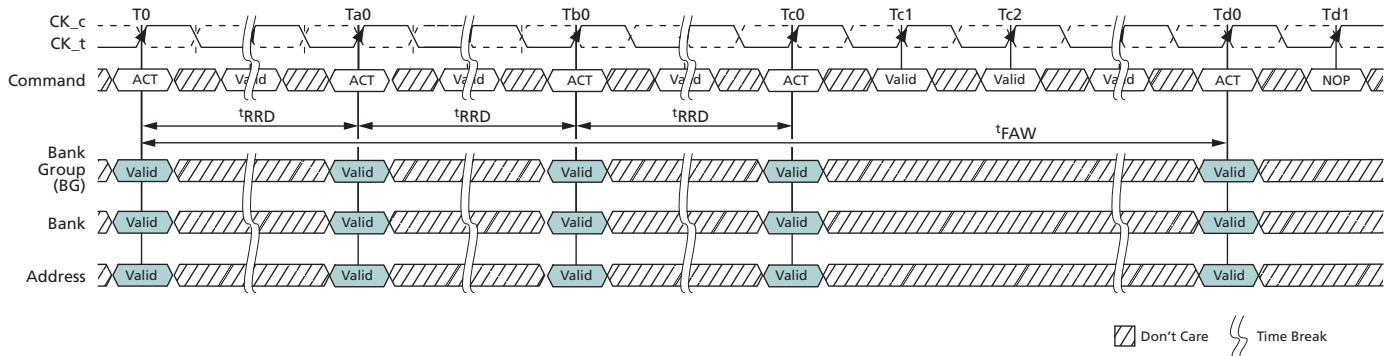 T0 Ta0 Tb0 Tc0 Tc1 Tc2 Td0 Td1
CK_c
CK_t
Command ACT Valid ACT Valid ACT Valid ACT Valid Valid Valid ACT NOP
tRRD tRRD tRRD
tFAW
Bank
Group
(BG)
Valid Valid Valid Valid Valid
Bank Valid Valid Valid Valid Valid
Address Valid Valid Valid Valid Valid
Don't Care Time Break